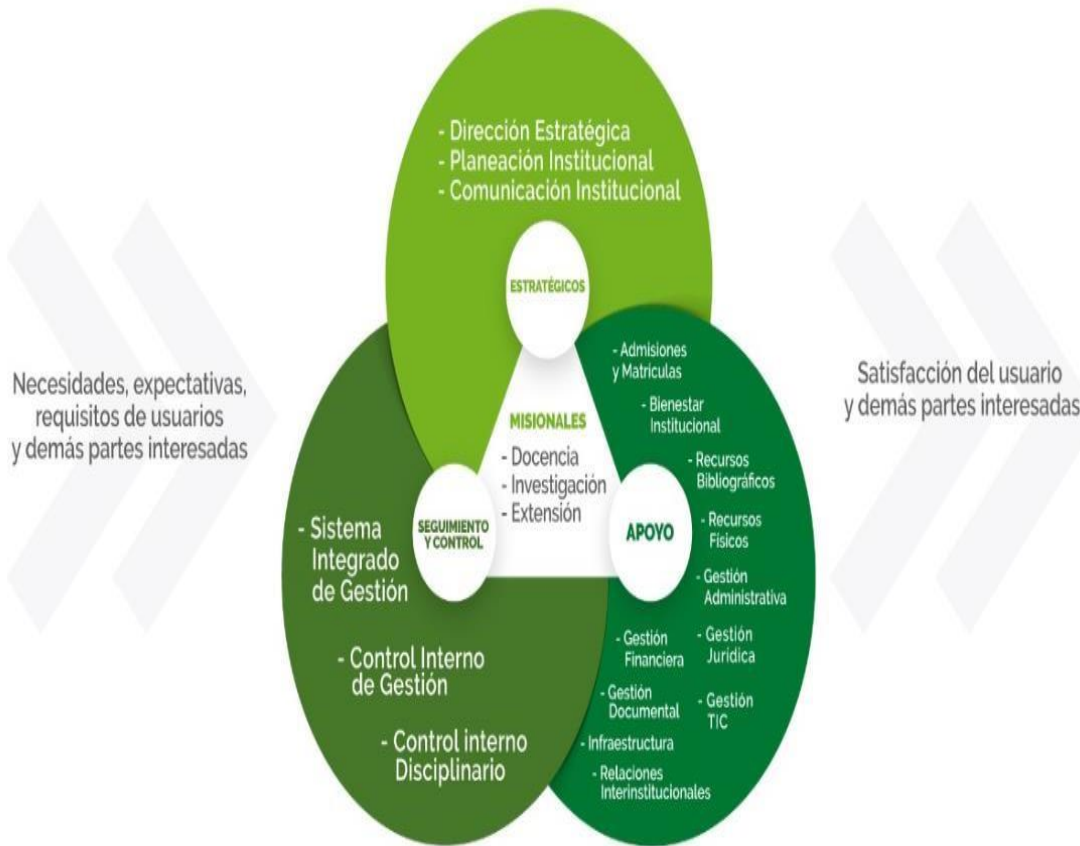 - Dirección Estratégica
- Planeación Institucional
- Comunicación Institucional
ESTRATÉGICOS
Necesidades, expectativas,
requisitos de usuarios
y demás partes interesadas
MISIONALES
- Docencia
- Investigación
- Extensión
SEGUIMIENTO
Y CONTROL
- Sistema
Integrado
de Gestión
- Control Interno
de Gestión
- Control interno
Disciplinario
APOYO
- Admisiones
y Matrículas
- Bienestar
Institucional
- Recursos
Bibliográficos
- Recursos
Físicos
- Gestión
Administrativa
- Gestión
Financiera
- Gestión
Jurídica
- Gestión
Documental
- Gestión
TIC
- Infraestructura
- Relaciones
Interinstitucionales
Satisfacción del usuario
y demás partes interesadas